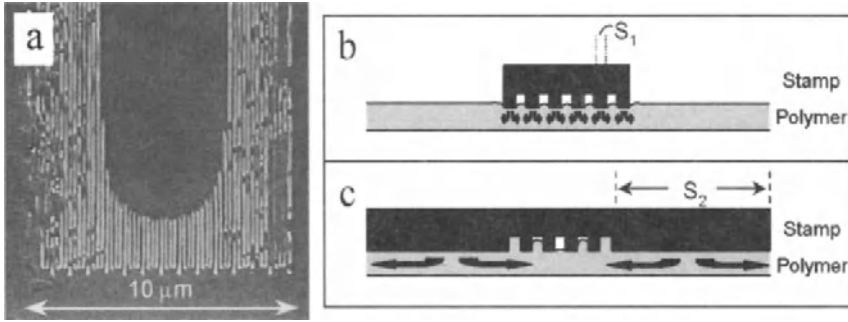 a
10 μm
b
S1
Stamp
Polymer
c
S2
Stamp
Polymer